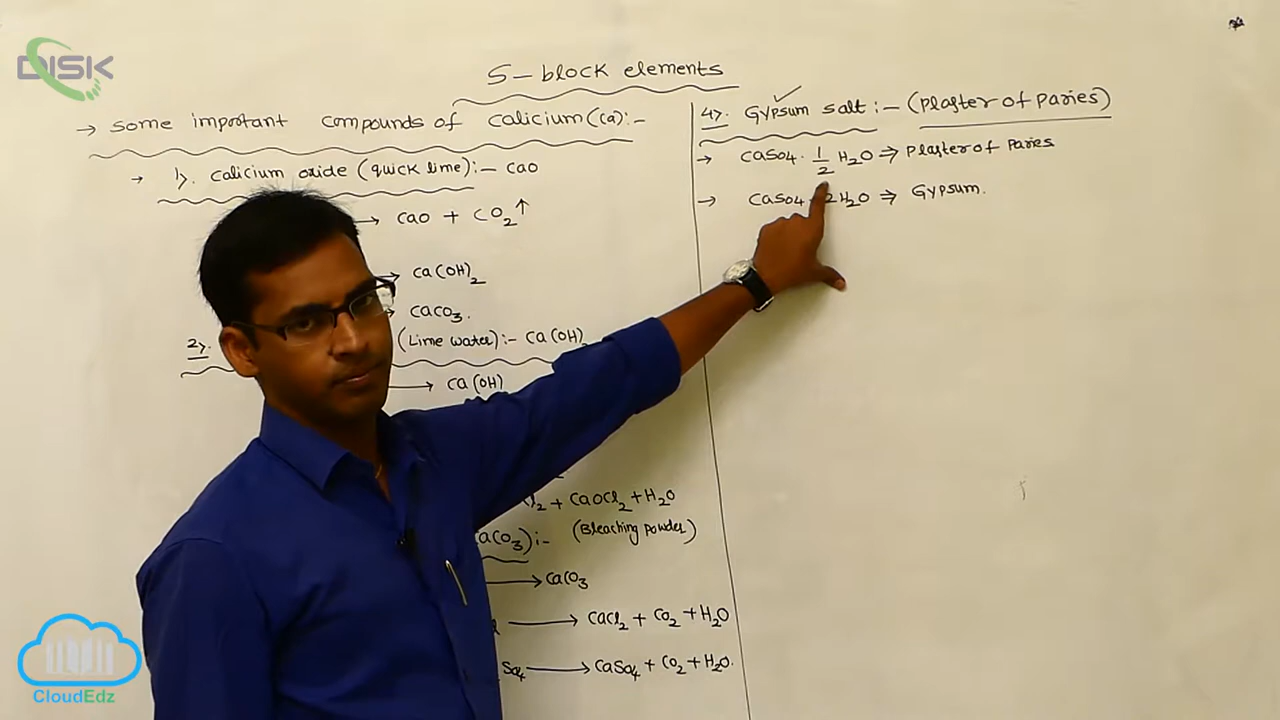 DISK
S-block elements
→ some important compounds of calicium (ca):-
→ 1>. calicium oxide (quick lime):- cao
→ cao + CO₂↑
→ ca(OH)₂
→ caco₃.
2>. (Lime water):- ca(OH)₂
→ ca(OH)
+ caOCl₂ + H₂O
aco₃):- (Bleaching powder)
→ caco₃
→ cacl₂ + co₂ + H₂O
so₄ → caso₄ + co₂ + H₂O.
4>. Gypsum salt:- (plaster of paries)
→ caso₄. 1/2 H₂O ⇒ plaster of paries
→ caso₄ 2H₂O ⇒ Gypsum.
CloudEdz